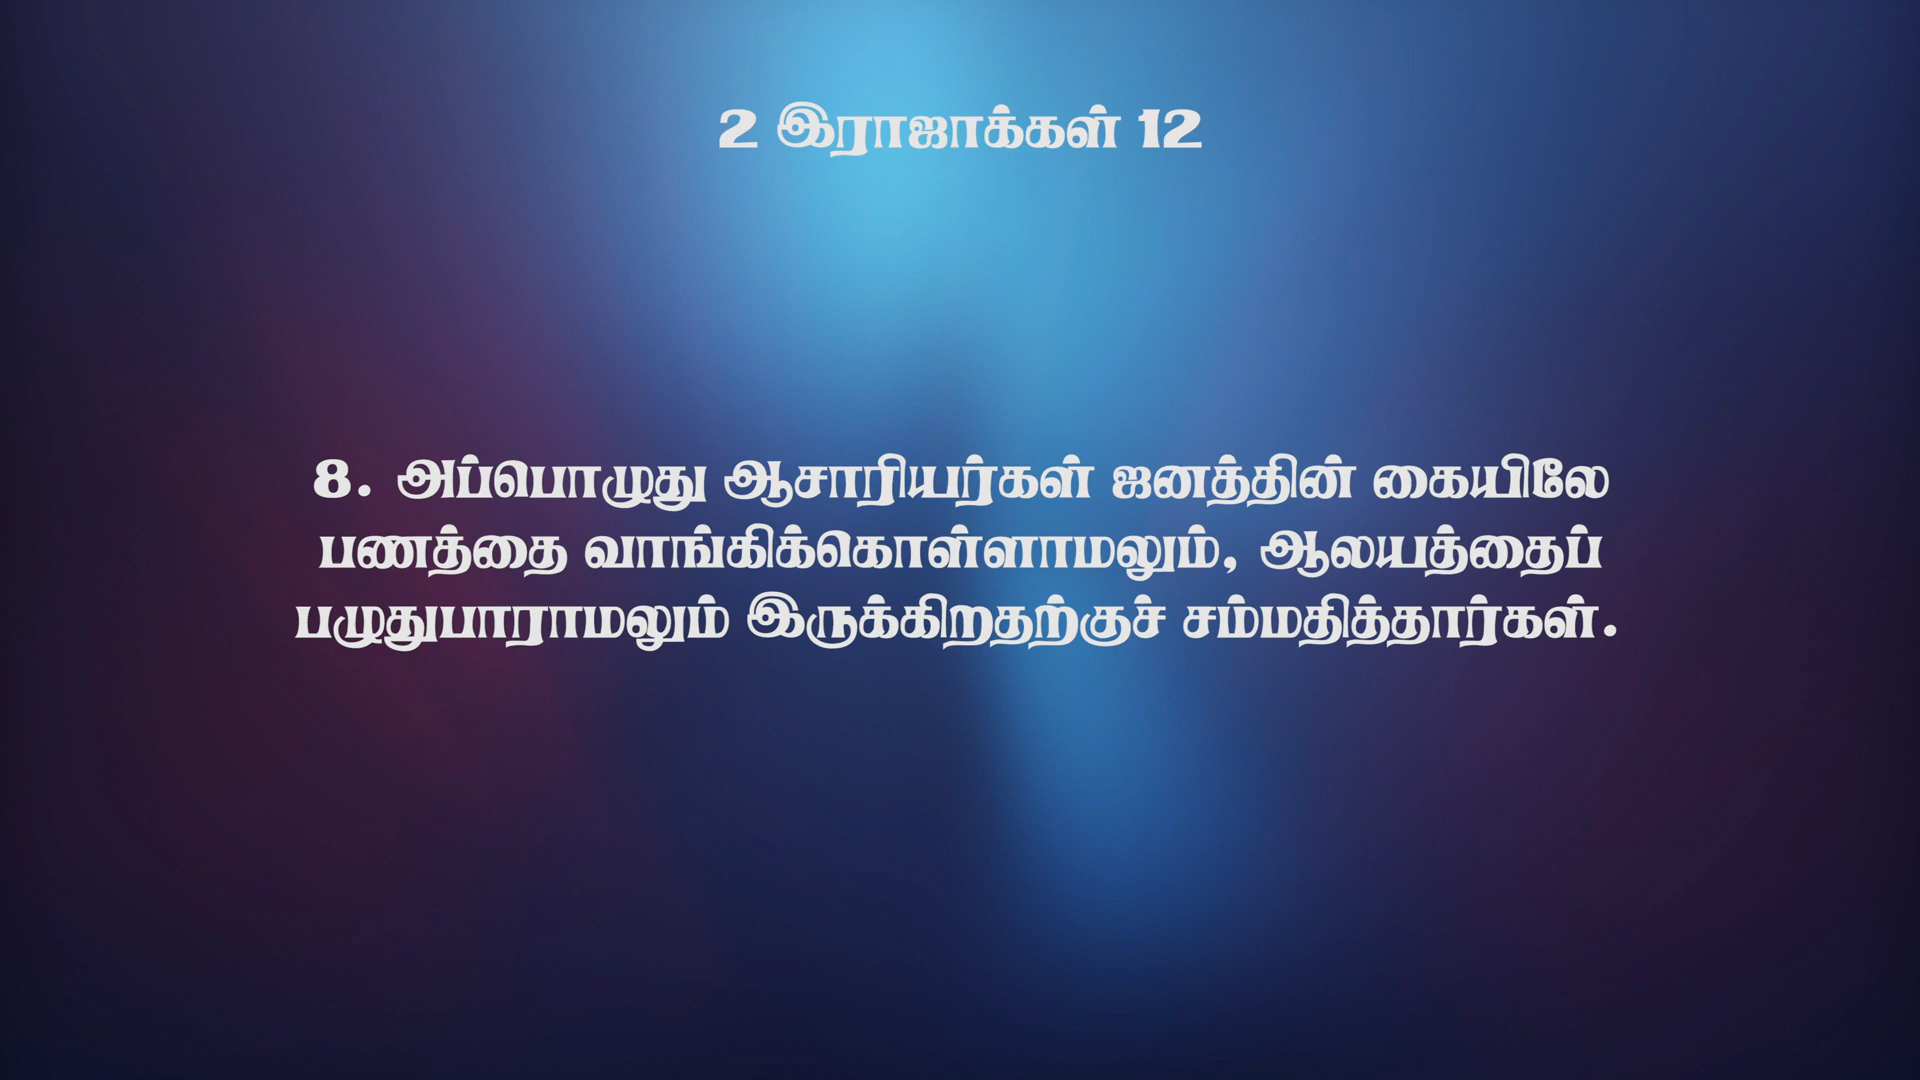 2 இராஜாக்கள் 12
8. அப்பொழுது ஆசாரியர்கள் ஜனத்தின் கையிலே
பணத்தை வாங்கிக்கொள்ளாமலும், ஆலயத்தைப்
பழுதுபாராமலும் இருக்கிறதற்குச் சம்மதித்தார்கள்.